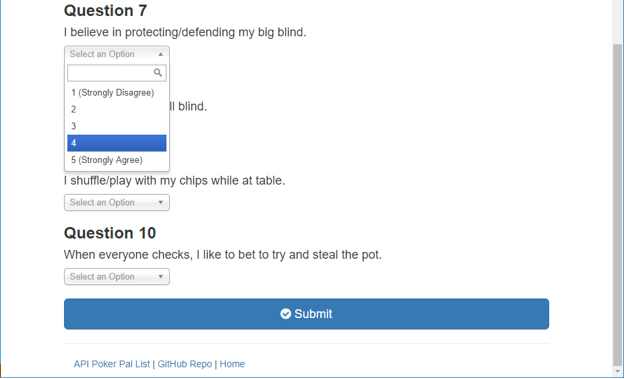 Question 7
I believe in protecting/defending my big blind.
Select an Option
1 (Strongly Disagree)
2
ll blind.
3
4
5 (Strongly Agree)
I shuffle/play with my chips while at table.
Select an Option
Question 10
When everyone checks, I like to bet to try and steal the pot.
Select an Option
Submit
API Poker Pal List | GitHub Repo | Home